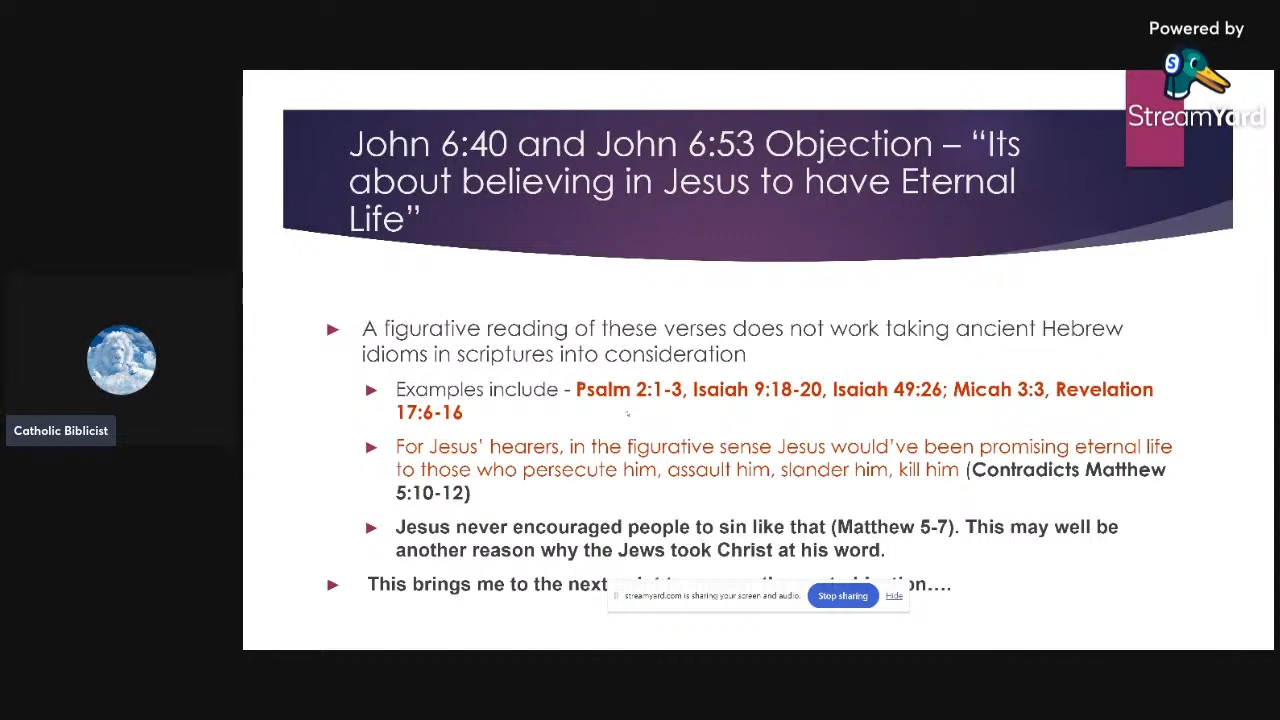 Powered by
StreamYard
John 6:40 and John 6:53 Objection – “Its
about believing in Jesus to have Eternal
Life”
► A figurative reading of these verses does not work taking ancient Hebrew
idioms in scriptures into consideration
► Examples include - Psalm 2:1-3, Isaiah 9:18-20, Isaiah 49:26; Micah 3:3, Revelation
17:6-16
► For Jesus’ hearers, in the figurative sense Jesus would’ve been promising eternal life
to those who persecute him, assault him, slander him, kill him (Contradicts Matthew
5:10-12)
► Jesus never encouraged people to sin like that (Matthew 5-7). This may well be
another reason why the Jews took Christ at his word.
► This brings me to the next
streamyard.com is sharing your screen and audio.
Stop sharing
Hide
Catholic Biblicist